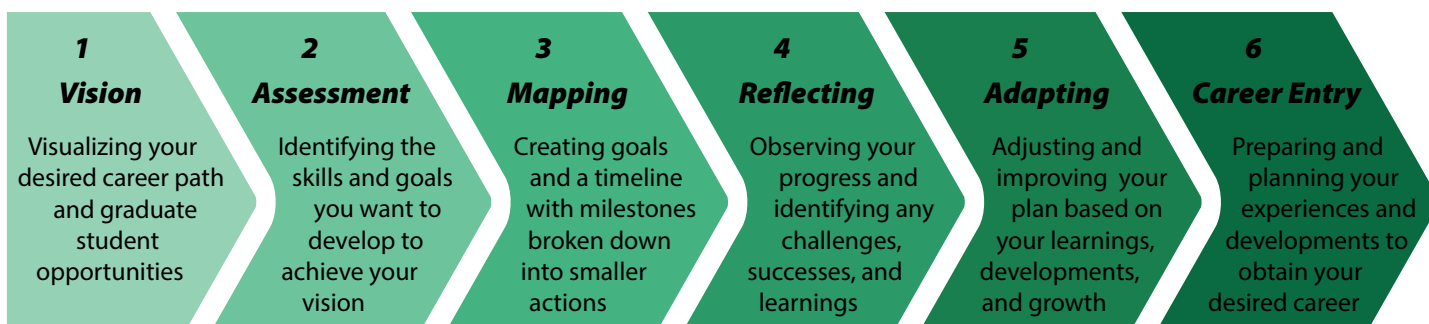 1
Vision
Visualizing your
desired career path
and graduate
student
opportunities
2
Assessment
Identifying the
skills and goals
you want to
develop to
achieve your
vision
3
Mapping
Creating goals
and a timeline
with milestones
broken down
into smaller
actions
4
Reflecting
Observing your
progress and
identifying any
challenges,
successes, and
learnings
5
Adapting
Adjusting and
improving your
plan based on
your learnings,
developments,
and growth
6
Career Entry
Preparing and
planning your
experiences and
developments to
obtain your
desired career